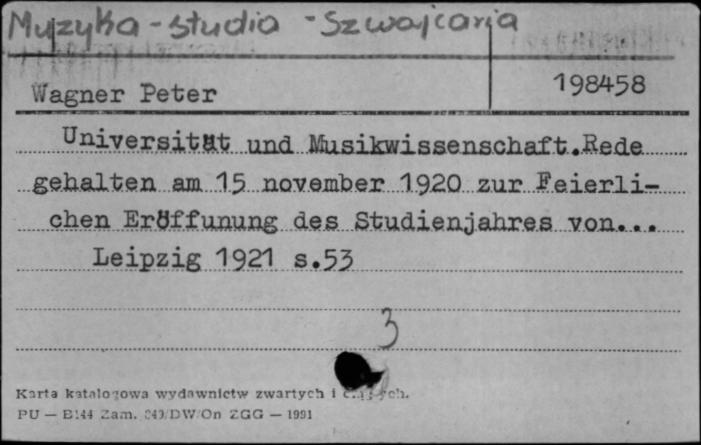 Muzyka - studia - Szwajcaria
Wagner Peter
198458
Universität und Musikwissenschaft.Rede
gehalten am 15 november 1920 zur Feierli-
chen Eröffunung des Studienjahres von...
Leipzig 1921 s.53
3
Karta katalogowa wydawnictw zwartych i
PU — B144 Zam. DW/On ZGG — 1991